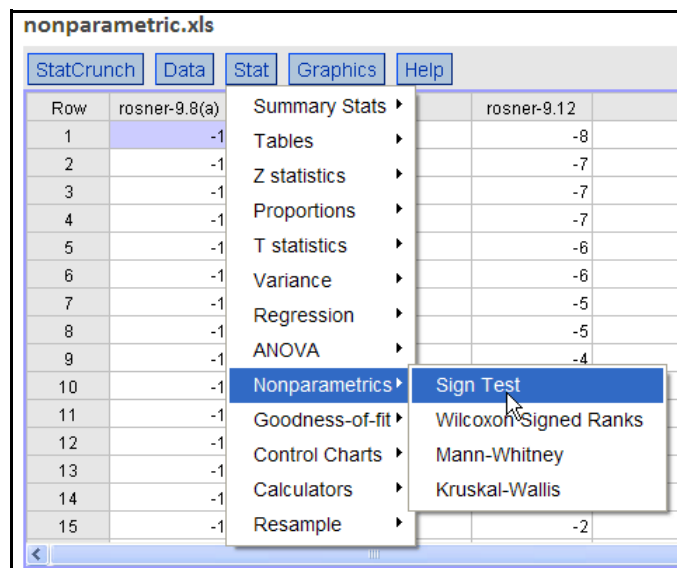 nonparametric.xls
StatCrunch Data Stat Graphics Help
Row rosner-9.8(a) rosner-9.12
1 -1 -8
2 -1 -7
3 -1 -7
4 -1 -7
5 -1 -6
6 -1 -6
7 -1 -5
8 -1 -5
9 -1 -4
10 -1
11 -1
12 -1
13 -1
14 -1
15 -1 -2
Summary Stats
Tables
Z statistics
Proportions
T statistics
Variance
Regression
ANOVA
Nonparametrics
Goodness-of-fit
Control Charts
Calculators
Resample
Sign Test
Wilcoxon Signed Ranks
Mann-Whitney
Kruskal-Wallis